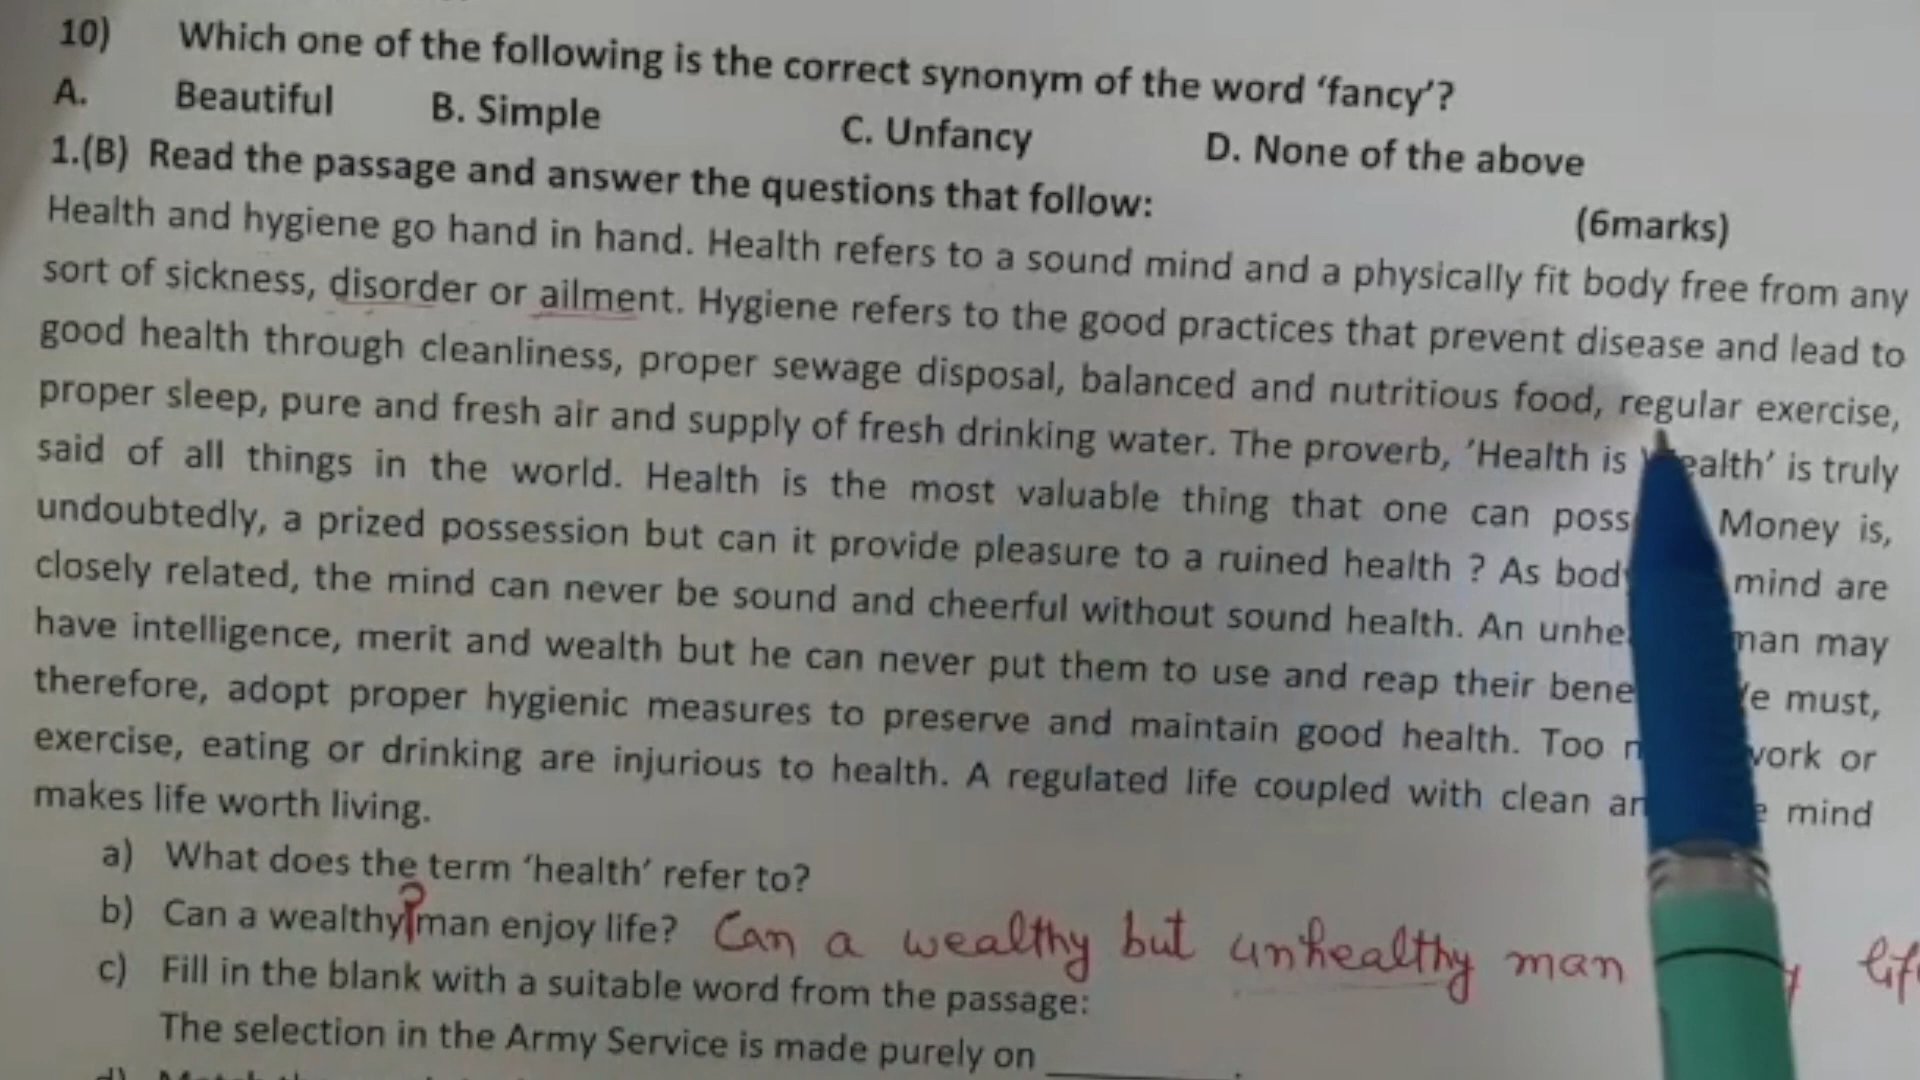 10) Which one of the following is the correct synonym of the word ‘fancy’?
A. Beautiful B. Simple C. Unfancy D. None of the above
1.(B) Read the passage and answer the questions that follow: (6marks)
Health and hygiene go hand in hand. Health refers to a sound mind and a physically fit body free from any
sort of sickness, disorder or ailment. Hygiene refers to the good practices that prevent disease and lead to
good health through cleanliness, proper sewage disposal, balanced and nutritious food, regular exercise,
proper sleep, pure and fresh air and supply of fresh drinking water. The proverb, ’Health is is truly
said of all things in the world. Health is the most valuable thing that one can Money is,
undoubtedly, a prized possession but can it provide pleasure to a ruined health ? As mind are
closely related, the mind can never be sound and cheerful without sound health. An may
have intelligence, merit and wealth but he can never put them to use and reap their must,
therefore, adopt proper hygienic measures to preserve and maintain good health. Too or
exercise, eating or drinking are injurious to health. A regulated life coupled with clean mind
makes life worth living.
a) What does the term ‘health’ refer to?
b) Can a wealthy ? man enjoy life? Can a wealthy but unhealthy man
c) Fill in the blank with a suitable word from the passage:
The selection in the Army Service is made purely on ________.